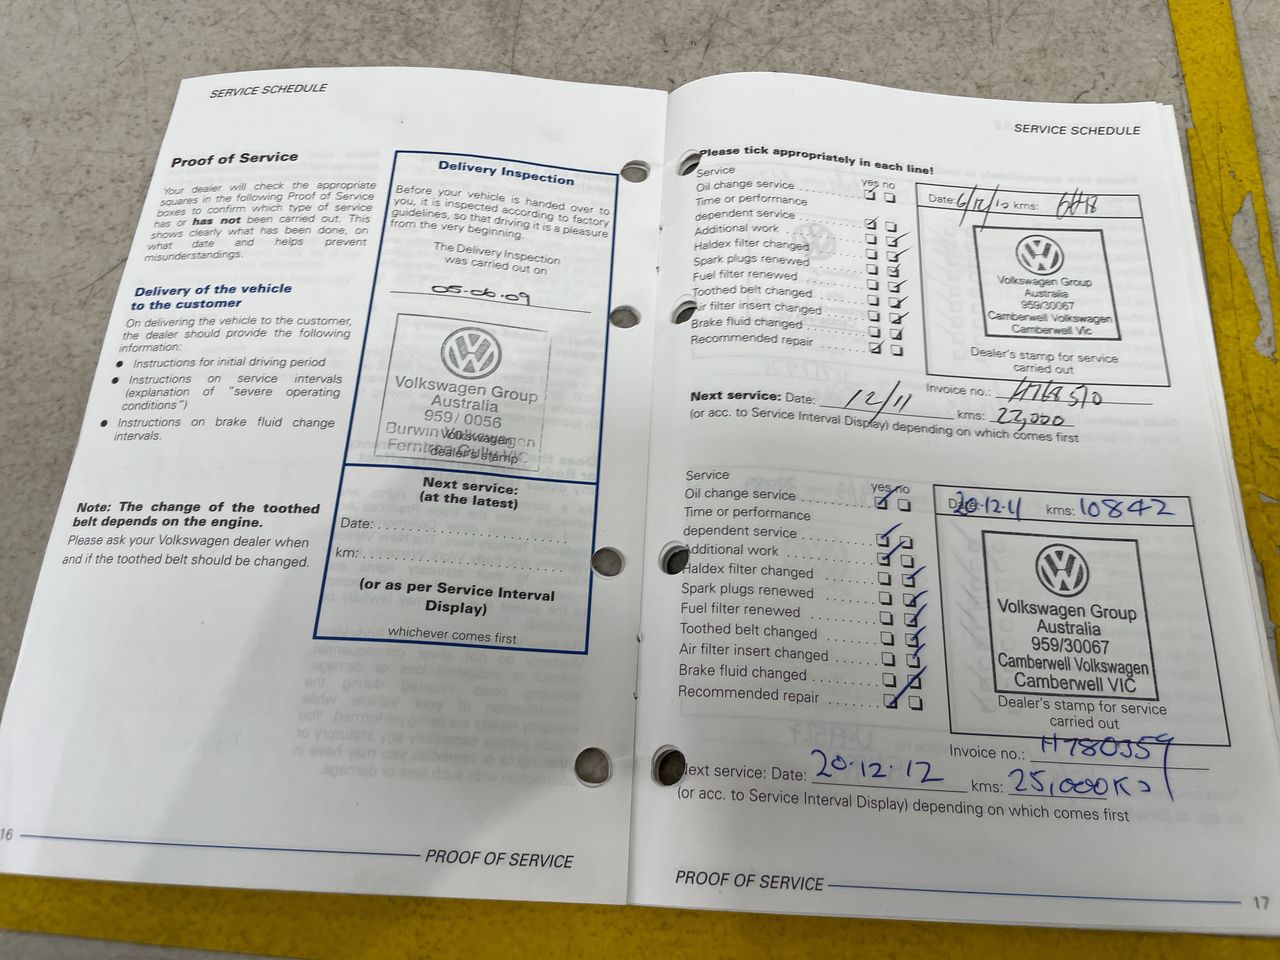 SERVICE SCHEDULE
Proof of Service
Your dealer will check the appropriate
squares in the following Proof of Service
boxes to confirm which type of service
has or has not been carried out. This
shows clearly what has been done, on
what date and helps prevent
misunderstandings.
Delivery of the vehicle
to the customer
On delivering the vehicle to the customer,
the dealer should provide the following
information:
● Instructions for initial driving period
● Instructions on service intervals
(explanation of "severe operating
conditions")
● Instructions on brake fluid change
intervals.
Note: The change of the toothed
belt depends on the engine.
Please ask your Volkswagen dealer when
and if the toothed belt should be changed.
Delivery Inspection
Before your vehicle is handed over to
you, it is inspected according to factory
guidelines, so that driving it is a pleasure
from the very beginning.
The Delivery Inspection
was carried out on
05.06.09
Volkswagen Group
Australia
959/ 0056
Burwin Volkswagen
Ferntree Gully VIC
dealer's stamp
Next service:
(at the latest)
Date: ..............................
km: ..............................
(or as per Service Interval
Display)
whichever comes first
16
PROOF OF SERVICE
SERVICE SCHEDULE
Please tick appropriately in each line!
Service yes no
Oil change service
Time or performance
dependent service
Additional work
Haldex filter changed
Spark plugs renewed
Fuel filter renewed
Toothed belt changed
Air filter insert changed
Brake fluid changed
Recommended repair
Date: 6/12/10 kms:
Volkswagen Group
Australia
959/30067
Camberwell Volkswagen
Camberwell Vic
Dealer's stamp for service
carried out
Invoice no.:
Next service: Date: 12/11 kms: 22,000
(or acc. to Service Interval Display) depending on which comes first
Service yes no
Oil change service
Time or performance
dependent service
Additional work
Haldex filter changed
Spark plugs renewed
Fuel filter renewed
Toothed belt changed
Air filter insert changed
Brake fluid changed
Recommended repair
Date: 20.12.11 kms: 10842
Volkswagen Group
Australia
959/30067
Camberwell Volkswagen
Camberwell VIC
Dealer's stamp for service
carried out
Invoice no.: H780359
Next service: Date: 20.12.12 kms: 25,000
(or acc. to Service Interval Display) depending on which comes first
PROOF OF SERVICE
17